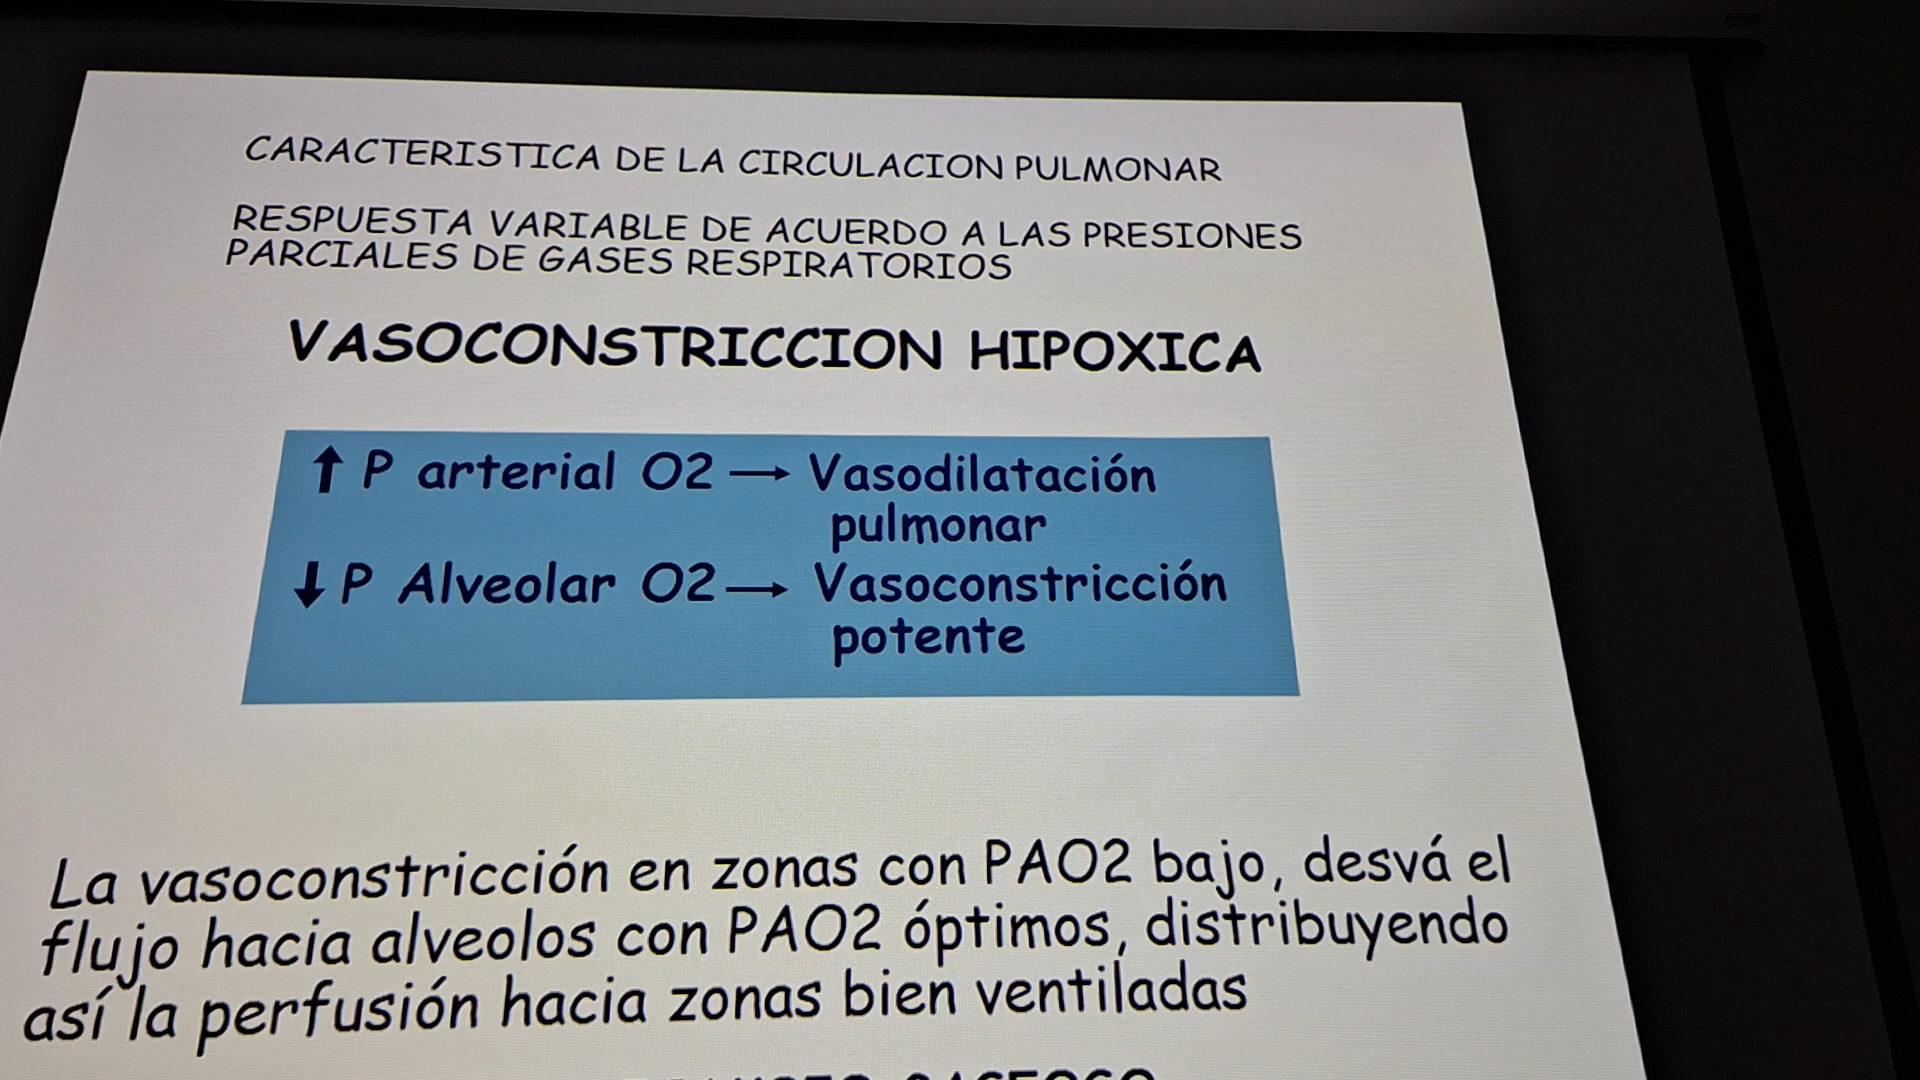 CARACTERISTICA DE LA CIRCULACION PULMONAR
RESPUESTA VARIABLE DE ACUERDO A LAS PRESIONES
PARCIALES DE GASES RESPIRATORIOS
VASOCONSTRICCION HIPOXICA
↑ P arterial O2 → Vasodilatación
pulmonar
↓ P Alveolar O2 → Vasoconstricción
potente
La vasoconstricción en zonas con PAO2 bajo, desvá el
flujo hacia alveolos con PAO2 óptimos, distribuyendo
así la perfusión hacia zonas bien ventiladas